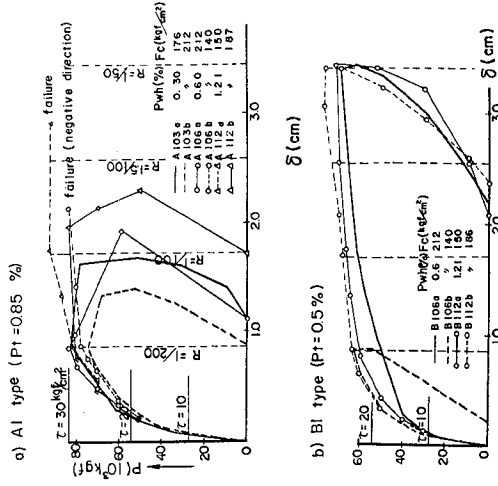 a) A1 type (Pt=0.85 %)
P(10³kgf)
80
60
40
20
0
τ=30 kgf/cm²
τ=20
τ=10
R=1/200
R=1/100
R=1.5/100
R=1/50
failure
failure (negative direction)
Pwh(%) Fc(kgf/cm²)
A103a 0.30 176
A103b 〃 212
A106a 0.60 212
A106b 〃 140
A112a 1.21 150
A112b 〃 187
1.0
2.0
3.0
δ(cm)
b) B1 type (Pt=0.5%)
80
60
40
20
0
τ=20
τ=10
Pwh(%) Fc(kgf/cm²)
B106a 0.6 212
B106b 〃 140
B112a 1.21 150
B112b 〃 186
1.0
2.0
3.0
δ(cm)